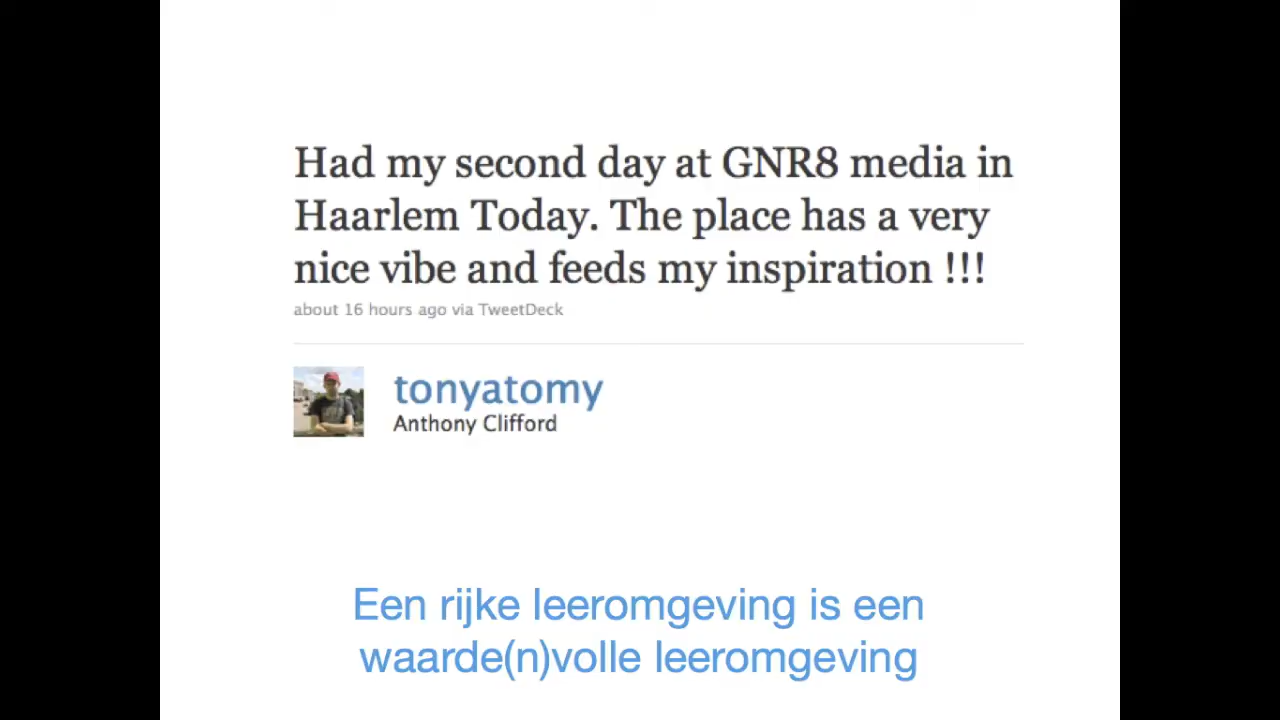 Had my second day at GNR8 media in
Haarlem Today. The place has a very
nice vibe and feeds my inspiration !!!
about 16 hours ago via TweetDeck
tonyatomy
Anthony Clifford
Een rijke leeromgeving is een
waarde(n)volle leeromgeving